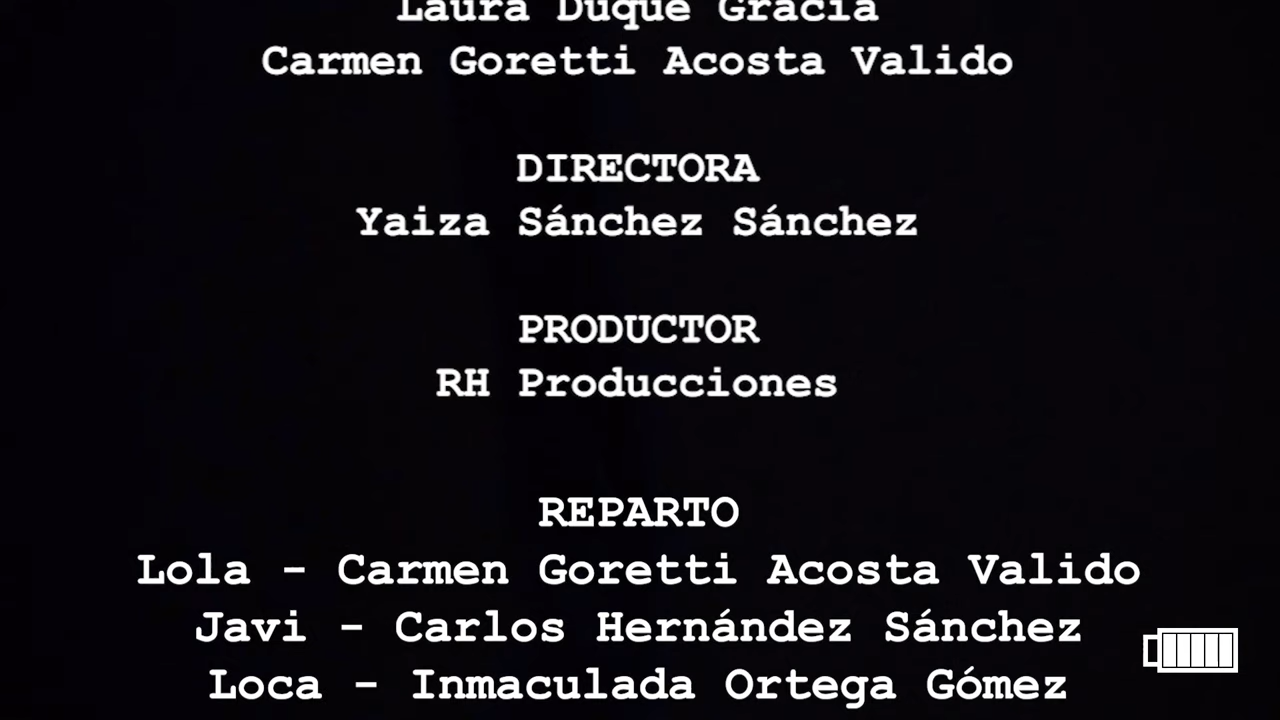 Laura Duque Gracia
Carmen Goretti Acosta Valido
DIRECTORA
Yaiza Sánchez Sánchez
PRODUCTOR
RH Producciones
REPARTO
Lola - Carmen Goretti Acosta Valido
Javi - Carlos Hernández Sánchez
Loca - Inmaculada Ortega Gómez